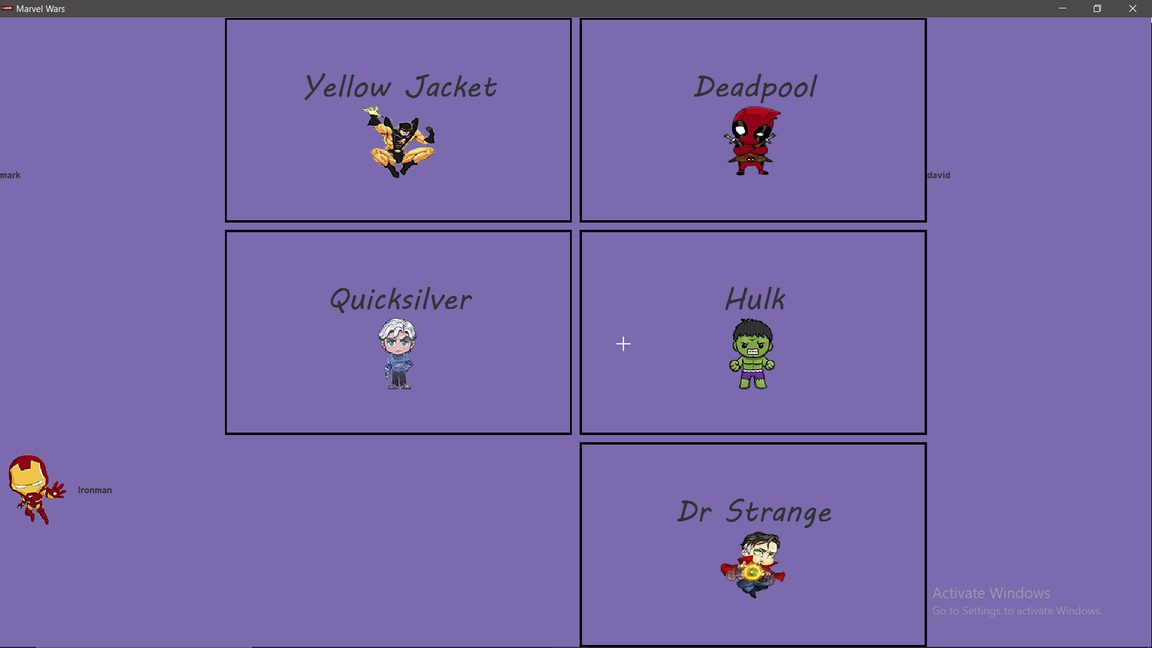 Marvel Wars
Yellow Jacket
Deadpool
mark
david
Quicksilver
Hulk
Ironman
Dr Strange
Activate Windows
Go to Settings to activate Windows.